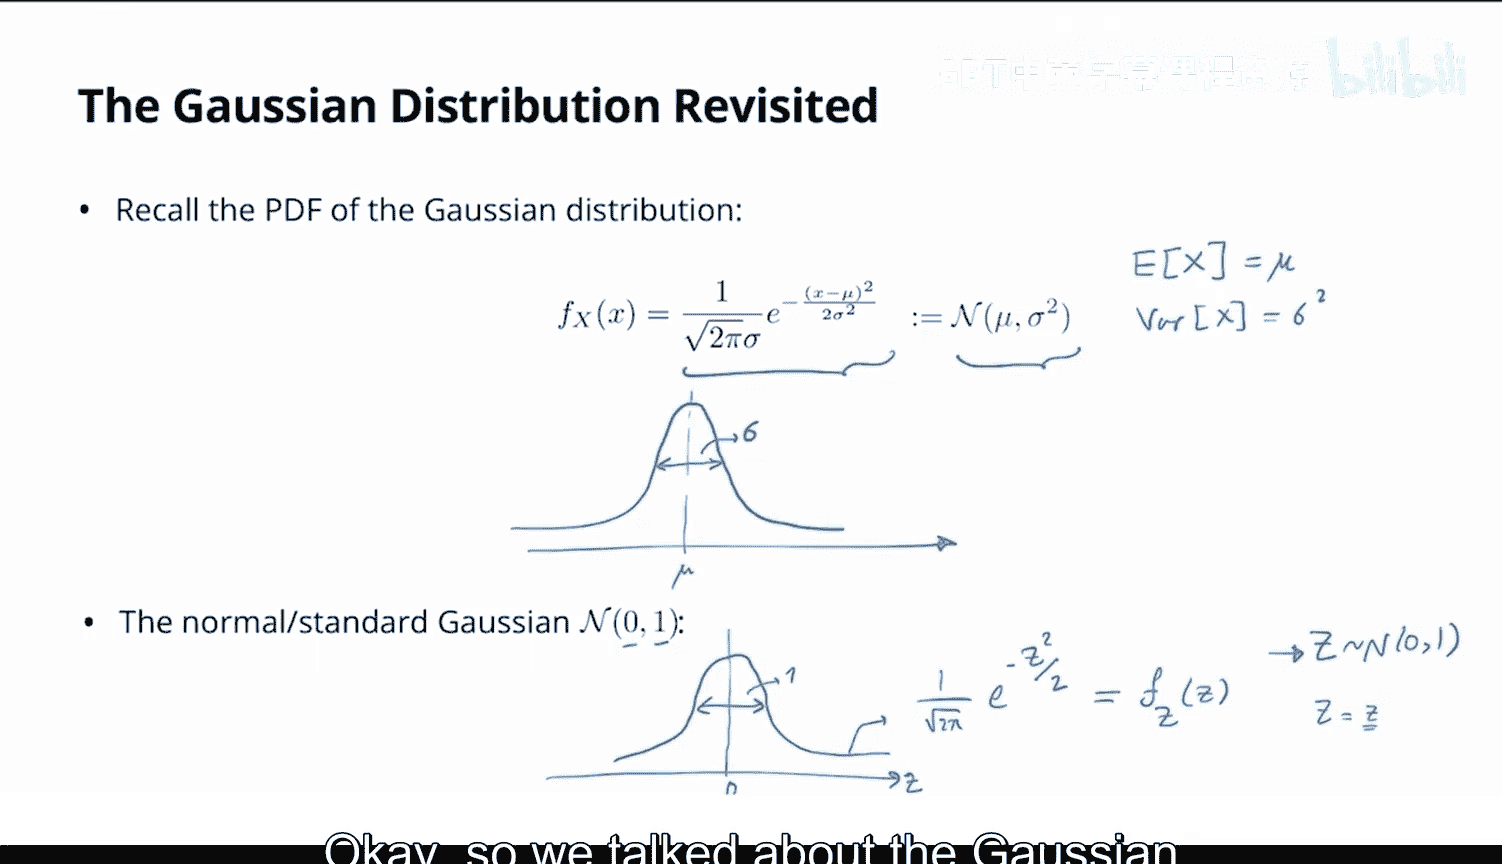 bilibili
The Gaussian Distribution Revisited
• Recall the PDF of the Gaussian distribution:
E[X] = μ
fX(x) = 1/(√2πσ) e^−(x−μ)²/2σ² := N(μ, σ²)
Var[X] = 6²
→6
μ
• The normal/standard Gaussian N(0, 1):
→Z~N(0,1)
→1
1/√2π e^-z²/2 = fZ(z)
Z = z
0
z
Okay, so we talked about the Gaussian